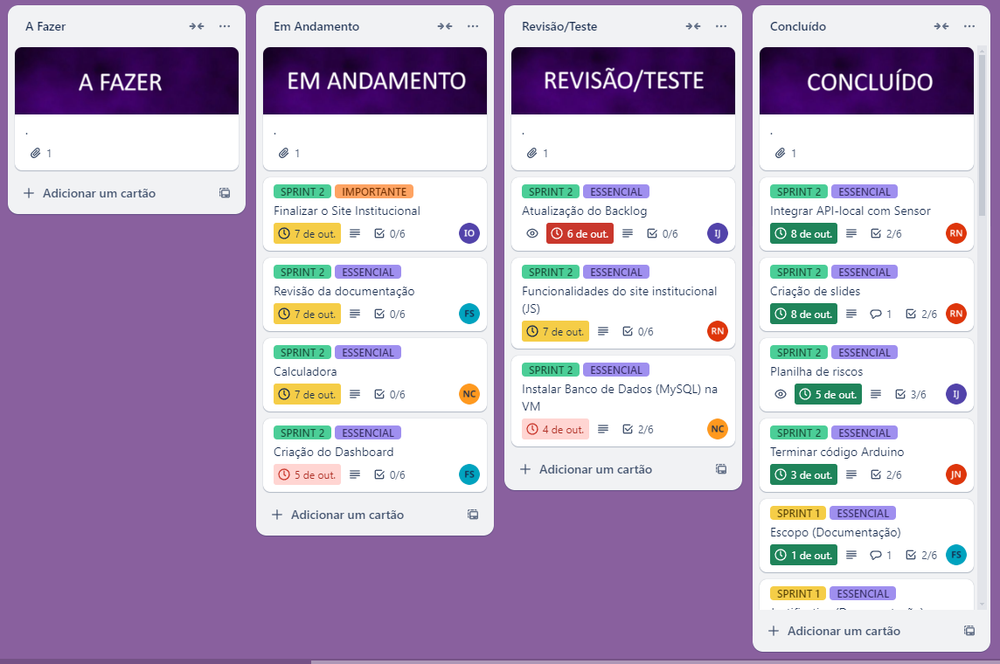 A Fazer
A FAZER
.
1
Adicionar um cartão
Em Andamento
EM ANDAMENTO
.
1
SPRINT 2 IMPORTANTE
Finalizar o Site Institucional
7 de out. 0/6 IO
SPRINT 2 ESSENCIAL
Revisão da documentação
7 de out. 0/6 FS
SPRINT 2 ESSENCIAL
Calculadora
7 de out. 0/6 NC
SPRINT 2 ESSENCIAL
Criação do Dashboard
5 de out. 0/6 FS
Adicionar um cartão
Revisão/Teste
REVISÃO/TESTE
.
1
SPRINT 2 ESSENCIAL
Atualização do Backlog
6 de out. 0/6 IJ
SPRINT 2 ESSENCIAL
Funcionalidades do site institucional
(JS)
7 de out. 0/6 RN
SPRINT 2 ESSENCIAL
Instalar Banco de Dados (MySQL) na
VM
4 de out. 2/6 NC
Adicionar um cartão
Concluído
CONCLUÍDO
.
1
SPRINT 2 ESSENCIAL
Integrar API-local com Sensor
8 de out. 2/6 RN
SPRINT 2 ESSENCIAL
Criação de slides
8 de out. 1 2/6 RN
SPRINT 2 ESSENCIAL
Planilha de riscos
5 de out. 3/6 IJ
SPRINT 2 ESSENCIAL
Terminar código Arduino
3 de out. 2/6 JN
SPRINT 1 ESSENCIAL
Escopo (Documentação)
1 de out. 1 2/6 FS
SPRINT 1 ESSENCIAL
Adicionar um cartão